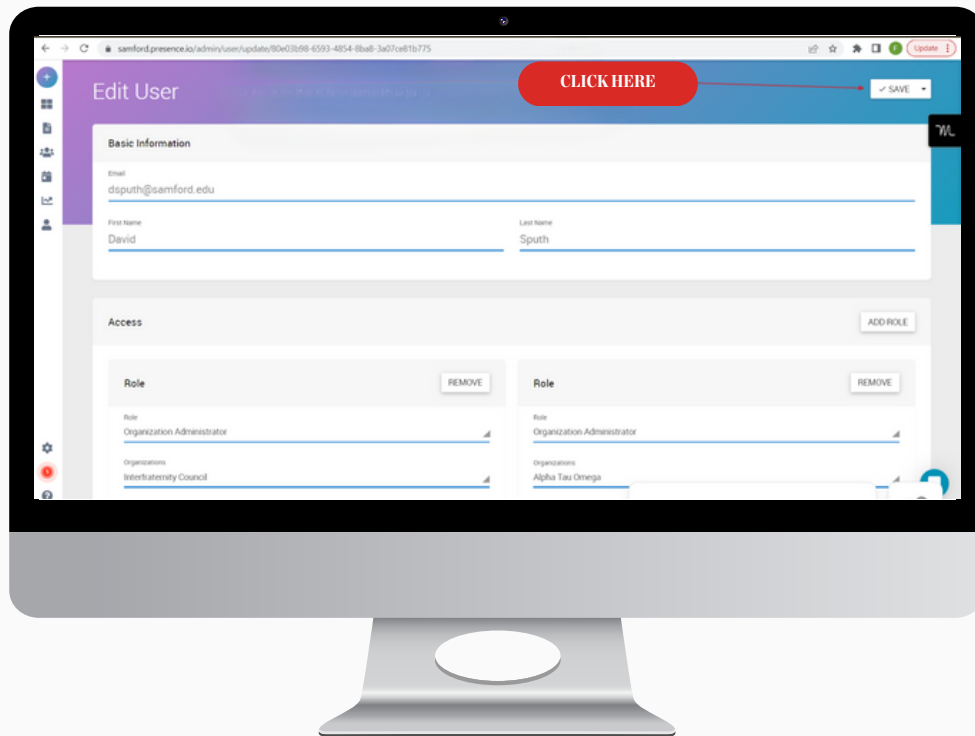 samford.presence.io/admin/user/update/80e03b98-6593-4854-8ba8-3a07ce81b775
Update
Edit User
CLICK HERE
SAVE
Basic Information
Email
dsputh@samford.edu
First Name
Last Name
David
Sputh
Access
ADD ROLE
Role
REMOVE
Role
REMOVE
Role
Role
Organization Administrator
Organization Administrator
Organizations
Organizations
Interfraternity Council
Alpha Tau Omega